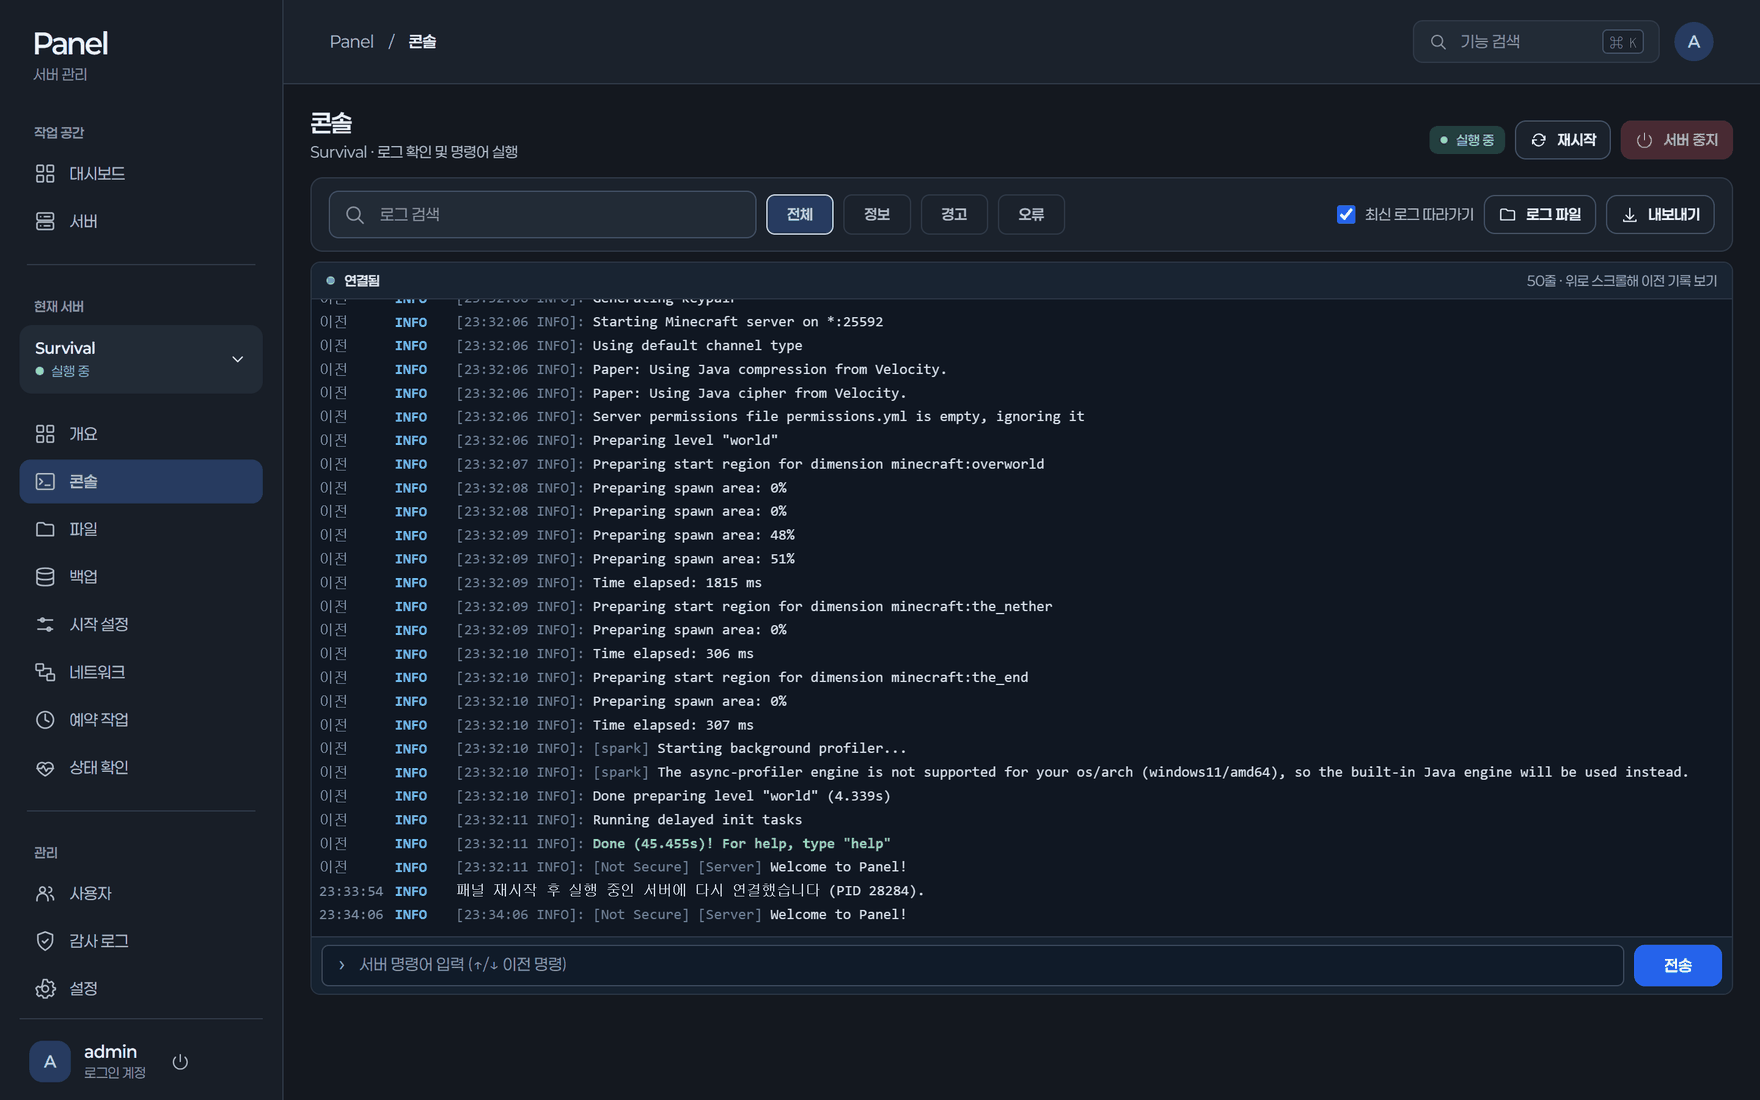 Panel
서버 관리
작업 공간
대시보드
서버
현재 서버
Survival
실행 중
개요
콘솔
파일
백업
시작 설정
네트워크
예약 작업
상태 확인
관리
사용자
감사 로그
설정
A
admin
로그인 계정
Panel / 콘솔
기능 검색
⌘ K
A
콘솔
Survival · 로그 확인 및 명령어 실행
실행 중
재시작
서버 중지
로그 검색
전체
정보
경고
오류
최신 로그 따라가기
로그 파일
내보내기
연결됨
50줄 · 위로 스크롤해 이전 기록 보기
이전 INFO [23:32:06 INFO]: Generating keypair
이전 INFO [23:32:06 INFO]: Starting Minecraft server on *:25592
이전 INFO [23:32:06 INFO]: Using default channel type
이전 INFO [23:32:06 INFO]: Paper: Using Java compression from Velocity.
이전 INFO [23:32:06 INFO]: Paper: Using Java cipher from Velocity.
이전 INFO [23:32:06 INFO]: Server permissions file permissions.yml is empty, ignoring it
이전 INFO [23:32:06 INFO]: Preparing level "world"
이전 INFO [23:32:07 INFO]: Preparing start region for dimension minecraft:overworld
이전 INFO [23:32:08 INFO]: Preparing spawn area: 0%
이전 INFO [23:32:08 INFO]: Preparing spawn area: 0%
이전 INFO [23:32:09 INFO]: Preparing spawn area: 48%
이전 INFO [23:32:09 INFO]: Preparing spawn area: 51%
이전 INFO [23:32:09 INFO]: Time elapsed: 1815 ms
이전 INFO [23:32:09 INFO]: Preparing start region for dimension minecraft:the_nether
이전 INFO [23:32:09 INFO]: Preparing spawn area: 0%
이전 INFO [23:32:10 INFO]: Time elapsed: 306 ms
이전 INFO [23:32:10 INFO]: Preparing start region for dimension minecraft:the_end
이전 INFO [23:32:10 INFO]: Preparing spawn area: 0%
이전 INFO [23:32:10 INFO]: Time elapsed: 307 ms
이전 INFO [23:32:10 INFO]: [spark] Starting background profiler...
이전 INFO [23:32:10 INFO]: [spark] The async-profiler engine is not supported for your os/arch (windows11/amd64), so the built-in Java engine will be used instead.
이전 INFO [23:32:10 INFO]: Done preparing level "world" (4.339s)
이전 INFO [23:32:11 INFO]: Running delayed init tasks
이전 INFO [23:32:11 INFO]: Done (45.455s)! For help, type "help"
이전 INFO [23:32:11 INFO]: [Not Secure] [Server] Welcome to Panel!
23:33:54 INFO 패널 재시작 후 실행 중인 서버에 다시 연결했습니다 (PID 28284).
23:34:06 INFO [23:34:06 INFO]: [Not Secure] [Server] Welcome to Panel!
› 서버 명령어 입력 (↑/↓ 이전 명령)
전송